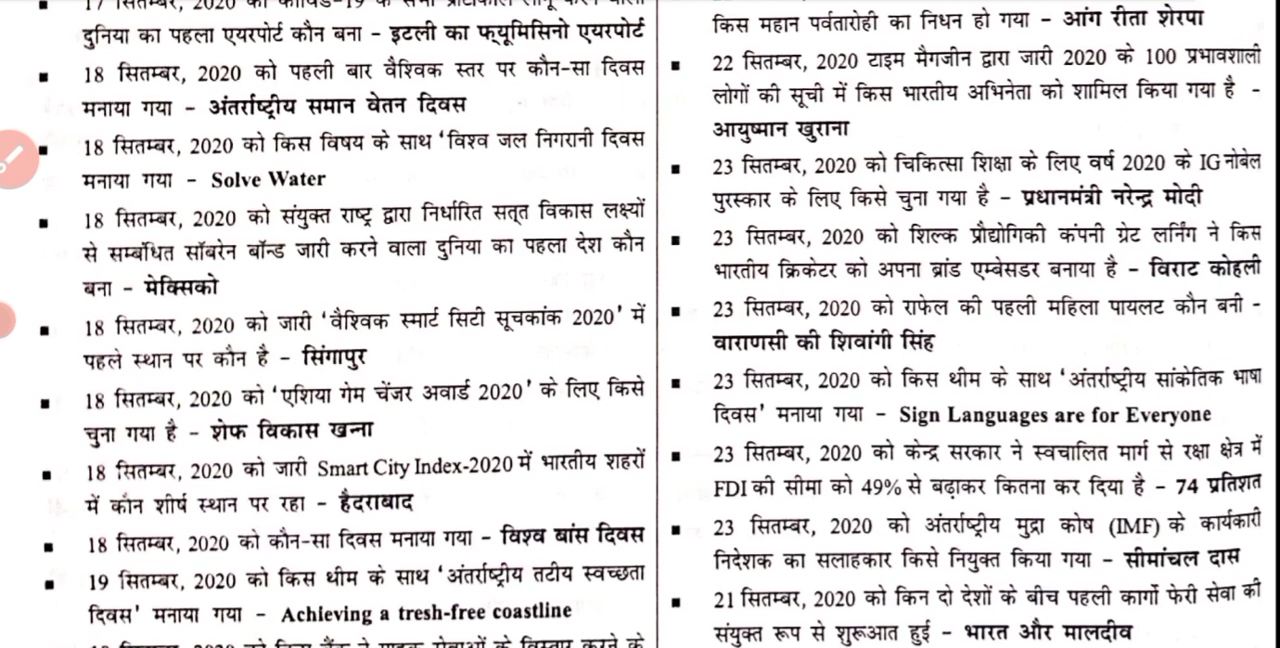 17 सितम्बर, 2020 को कोविड-19 के सभी प्रोटोकॉल लागू करने वाला
दुनिया का पहला एयरपोर्ट कौन बना – इटली का फ्यूमिसिनो एयरपोर्ट
18 सितम्बर, 2020 को पहली बार वैश्विक स्तर पर कौन-सा दिवस
मनाया गया – अंतर्राष्ट्रीय समान वेतन दिवस
18 सितम्बर, 2020 को किस विषय के साथ ‘विश्व जल निगरानी दिवस
मनाया गया – Solve Water
18 सितम्बर, 2020 को संयुक्त राष्ट्र द्वारा निर्धारित सत्त विकास लक्ष्यों
से सम्बंधित सॉबरेन बॉन्ड जारी करने वाला दुनिया का पहला देश कौन
बना – मेक्सिको
18 सितम्बर, 2020 को जारी ‘वैश्विक स्मार्ट सिटी सूचकांक 2020’ में
पहले स्थान पर कौन है – सिंगापुर
18 सितम्बर, 2020 को ‘एशिया गेम चेंजर अवार्ड 2020’ के लिए किसे
चुना गया है – शेफ विकास खन्ना
18 सितम्बर, 2020 को जारी Smart City Index-2020 में भारतीय शहरों
में कौन शीर्ष स्थान पर रहा – हैदराबाद
18 सितम्बर, 2020 को कौन-सा दिवस मनाया गया – विश्व बांस दिवस
19 सितम्बर, 2020 को किस थीम के साथ ‘अंतर्राष्ट्रीय तटीय स्वच्छता
दिवस’ मनाया गया – Achieving a tresh-free coastline
किस महान पर्वतारोही का निधन हो गया – आंग रीता शेरपा
22 सितम्बर, 2020 टाइम मैगजीन द्वारा जारी 2020 के 100 प्रभावशाली
लोगों की सूची में किस भारतीय अभिनेता को शामिल किया गया है –
आयुष्मान खुराना
23 सितम्बर, 2020 को चिकित्सा शिक्षा के लिए वर्ष 2020 के IG नोबेल
पुरस्कार के लिए किसे चुना गया है – प्रधानमंत्री नरेन्द्र मोदी
23 सितम्बर, 2020 को शिल्क प्रौद्योगिकी कंपनी ग्रेट लर्निंग ने किस
भारतीय क्रिकेटर को अपना ब्रांड एम्बेसडर बनाया है – विराट कोहली
23 सितम्बर, 2020 को राफेल की पहली महिला पायलट कौन बनी –
वाराणसी की शिवांगी सिंह
23 सितम्बर, 2020 को किस थीम के साथ ‘अंतर्राष्ट्रीय सांकेतिक भाषा
दिवस’ मनाया गया – Sign Languages are for Everyone
23 सितम्बर, 2020 को केन्द्र सरकार ने स्वचालित मार्ग से रक्षा क्षेत्र में
FDI की सीमा को 49% से बढ़ाकर कितना कर दिया है – 74 प्रतिशत
23 सितम्बर, 2020 को अंतर्राष्ट्रीय मुद्रा कोष (IMF) के कार्यकारी
निदेशक का सलाहकार किसे नियुक्त किया गया – सीमांचल दास
21 सितम्बर, 2020 को किन दो देशों के बीच पहली कार्गो फेरी सेवा की
संयुक्त रूप से शुरूआत हुई – भारत और मालदीव